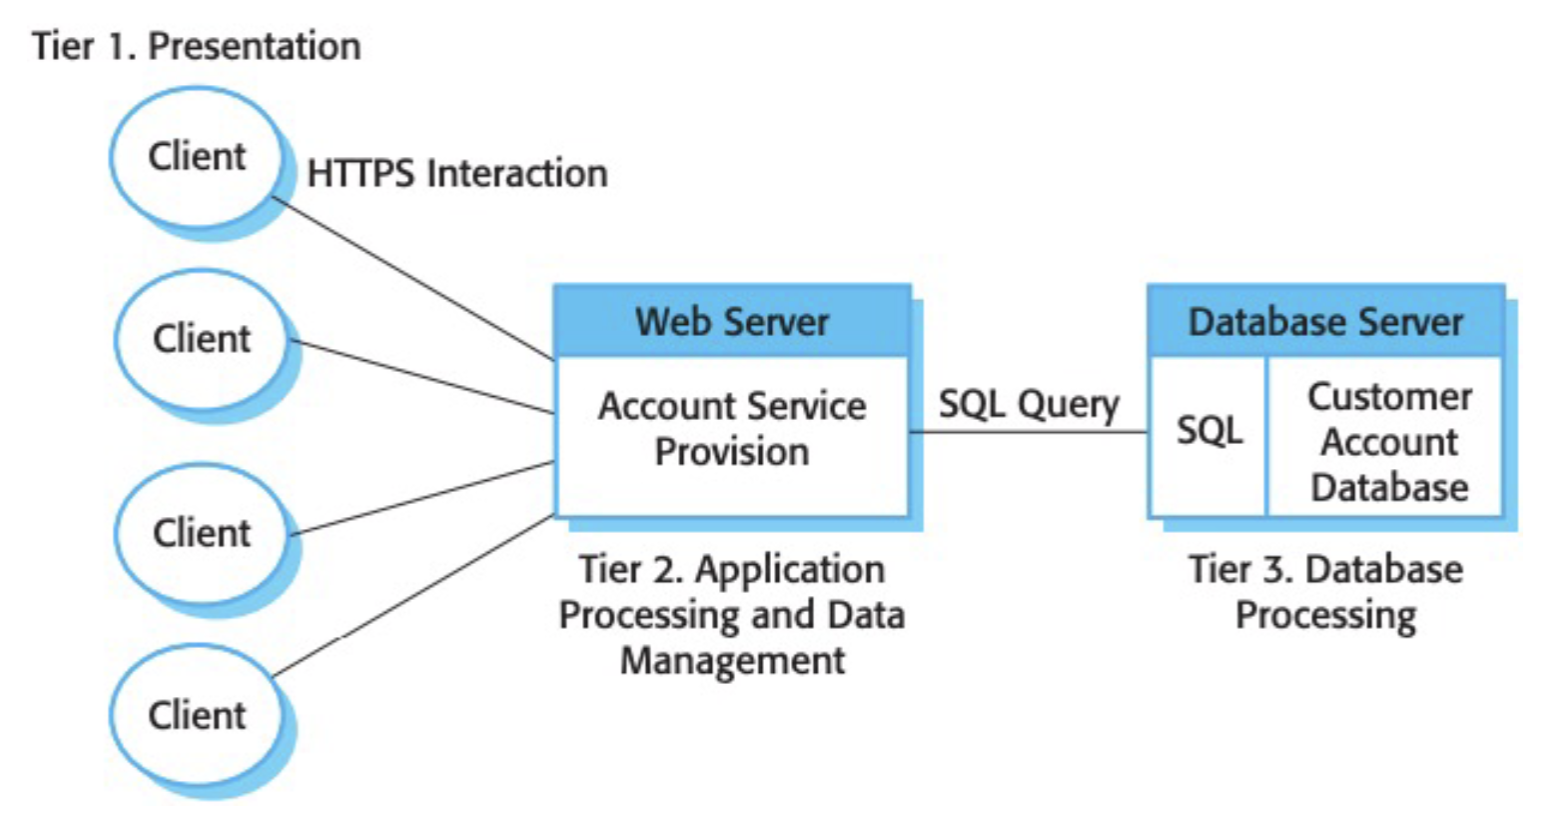 Tier 1. Presentation
Client
HTTPS Interaction
Client
Client
Client
Web Server
Account Service
Provision
Tier 2. Application
Processing and Data
Management
SQL Query
Database Server
SQL
Customer
Account
Database
Tier 3. Database
Processing